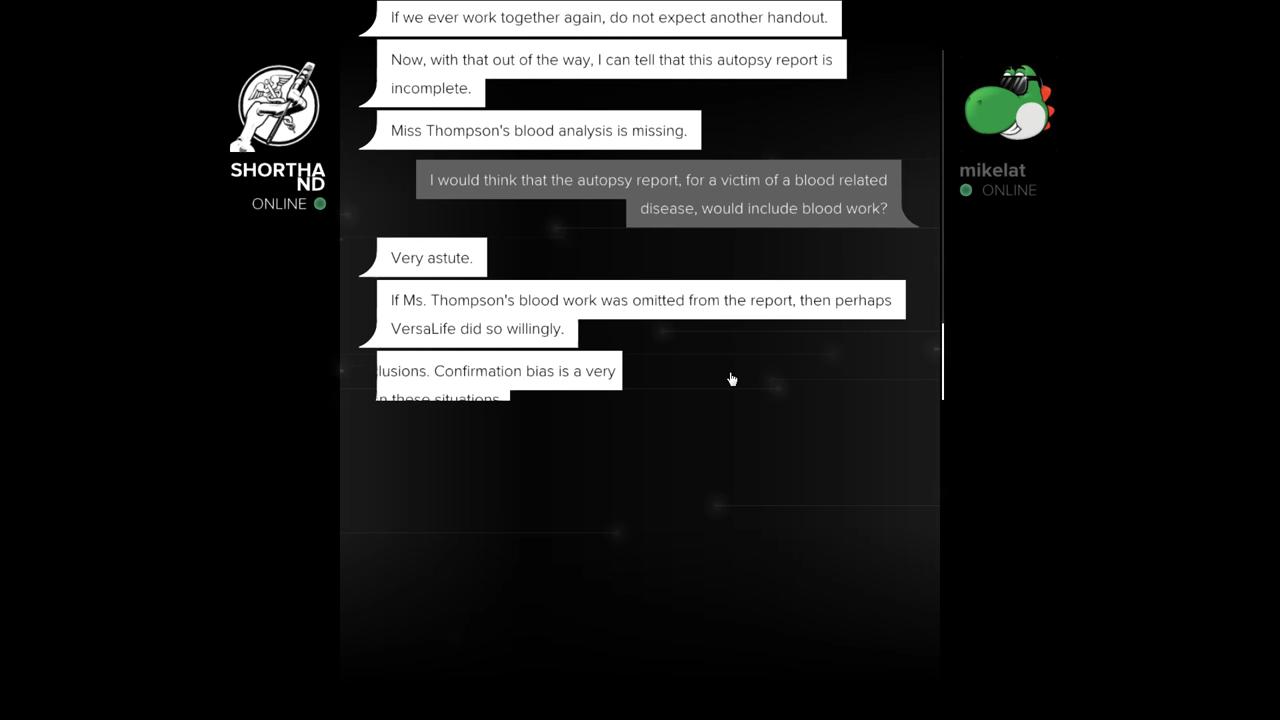 If we ever work together again, do not expect another handout.
Now, with that out of the way, I can tell that this autopsy report is
incomplete.
Miss Thompson's blood analysis is missing.
SHORTHA
ND
ONLINE
mikelat
ONLINE
I would think that the autopsy report, for a victim of a blood related
disease, would include blood work?
Very astute.
If Ms. Thompson's blood work was omitted from the report, then perhaps
VersaLife did so willingly.
lusions. Confirmation bias is a very
n these situations.